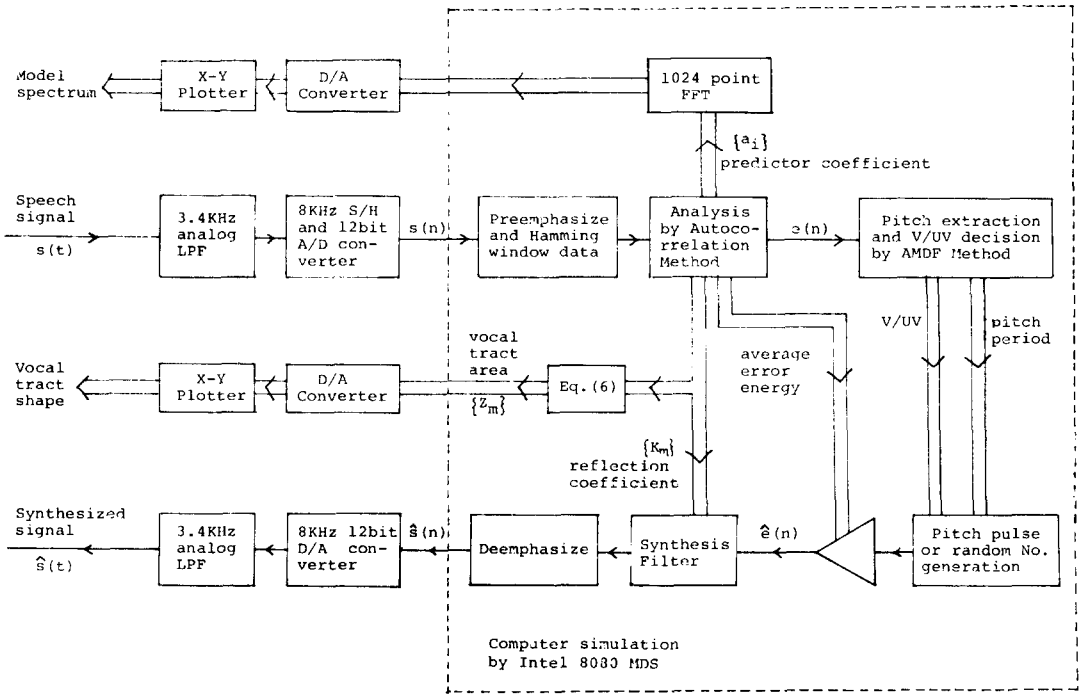 Model
spectrum
X-Y
Plotter
D/A
Converter
1024 point
FFT
{ai}
predictor coefficient
Speech
signal
s(t)
3.4KHz
analog
LPF
8KHz S/H
and 12bit
A/D con-
verter
s(n)
Preemphasize
and Hamming
window data
Analysis
by Autoco-
rrelation
Method
e(n)
Pitch extraction
and V/UV decision
by AMDF Method
V/UV
pitch
period
Vocal
tract
shape
X-Y
Plotter
D/A
Converter
vocal
tract
area
{Zm}
Eq.(6)
average
error
energy
{Km}
reflection
coefficient
Synthesized
signal
ŝ(t)
3.4KHz
analog
LPF
8KHz 12bit
D/A con-
verter
ŝ(n)
Deemphasize
Synthesis
Filter
ê(n)
Pitch pulse
or random No.
generation
Computer simulation
by Intel 8080 MDS